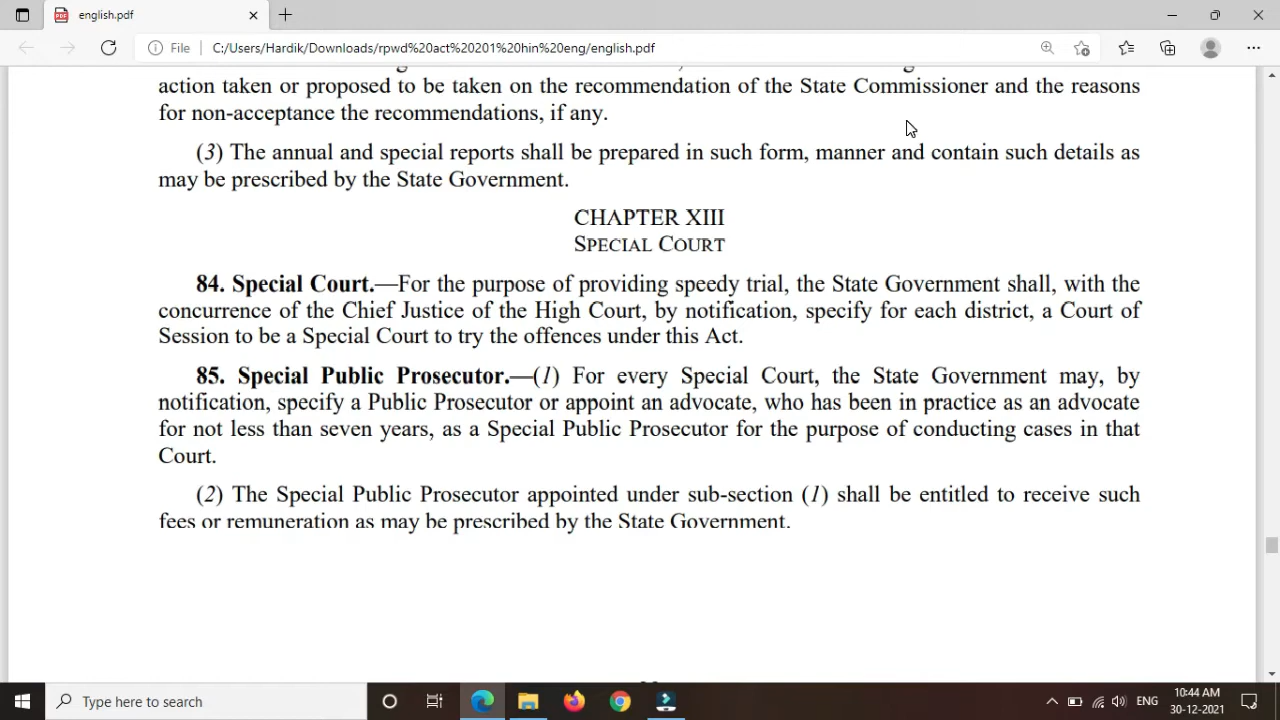 english.pdf
File C:/Users/Hardik/Downloads/rpwd%20act%20201%20hin%20eng/english.pdf
action taken or proposed to be taken on the recommendation of the State Commissioner and the reasons
for non-acceptance the recommendations, if any.
(3) The annual and special reports shall be prepared in such form, manner and contain such details as
may be prescribed by the State Government.
CHAPTER XIII
SPECIAL COURT
84. Special Court.—For the purpose of providing speedy trial, the State Government shall, with the
concurrence of the Chief Justice of the High Court, by notification, specify for each district, a Court of
Session to be a Special Court to try the offences under this Act.
85. Special Public Prosecutor.—(1) For every Special Court, the State Government may, by
notification, specify a Public Prosecutor or appoint an advocate, who has been in practice as an advocate
for not less than seven years, as a Special Public Prosecutor for the purpose of conducting cases in that
Court.
(2) The Special Public Prosecutor appointed under sub-section (1) shall be entitled to receive such
fees or remuneration as may be prescribed by the State Government.
Type here to search
ENG
10:44 AM
30-12-2021